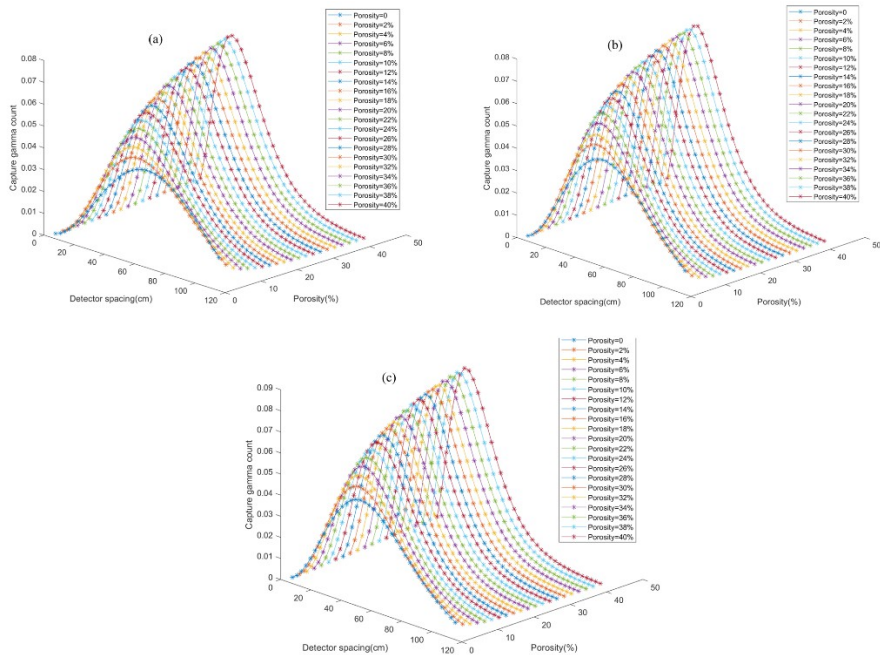 (a)
Capture gamma count
0.08
0.07
0.06
0.05
0.04
0.03
0.02
0.01
0
0
20
40
60
80
100
120
Detector spacing(cm)
0
10
20
30
40
50
Porosity(%)
Porosity=0
Porosity=2%
Porosity=4%
Porosity=6%
Porosity=8%
Porosity=10%
Porosity=12%
Porosity=14%
Porosity=16%
Porosity=18%
Porosity=20%
Porosity=22%
Porosity=24%
Porosity=26%
Porosity=28%
Porosity=30%
Porosity=32%
Porosity=34%
Porosity=36%
Porosity=38%
Porosity=40%
(b)
Capture gamma count
0.08
0.07
0.06
0.05
0.04
0.03
0.02
0.01
0
0
20
40
60
80
100
120
Detector spacing(cm)
0
10
20
30
40
50
Porosity(%)
Porosity=0
Porosity=2%
Porosity=4%
Porosity=6%
Porosity=8%
Porosity=10%
Porosity=12%
Porosity=14%
Porosity=16%
Porosity=18%
Porosity=20%
Porosity=22%
Porosity=24%
Porosity=26%
Porosity=28%
Porosity=30%
Porosity=32%
Porosity=34%
Porosity=36%
Porosity=38%
Porosity=40%
(c)
Capture gamma count
0.09
0.08
0.07
0.06
0.05
0.04
0.03
0.02
0.01
0
0
20
40
60
80
100
120
Detector spacing(cm)
0
10
20
30
40
50
Porosity(%)
Porosity=0
Porosity=2%
Porosity=4%
Porosity=6%
Porosity=8%
Porosity=10%
Porosity=12%
Porosity=14%
Porosity=16%
Porosity=18%
Porosity=20%
Porosity=22%
Porosity=24%
Porosity=26%
Porosity=28%
Porosity=30%
Porosity=32%
Porosity=34%
Porosity=36%
Porosity=38%
Porosity=40%